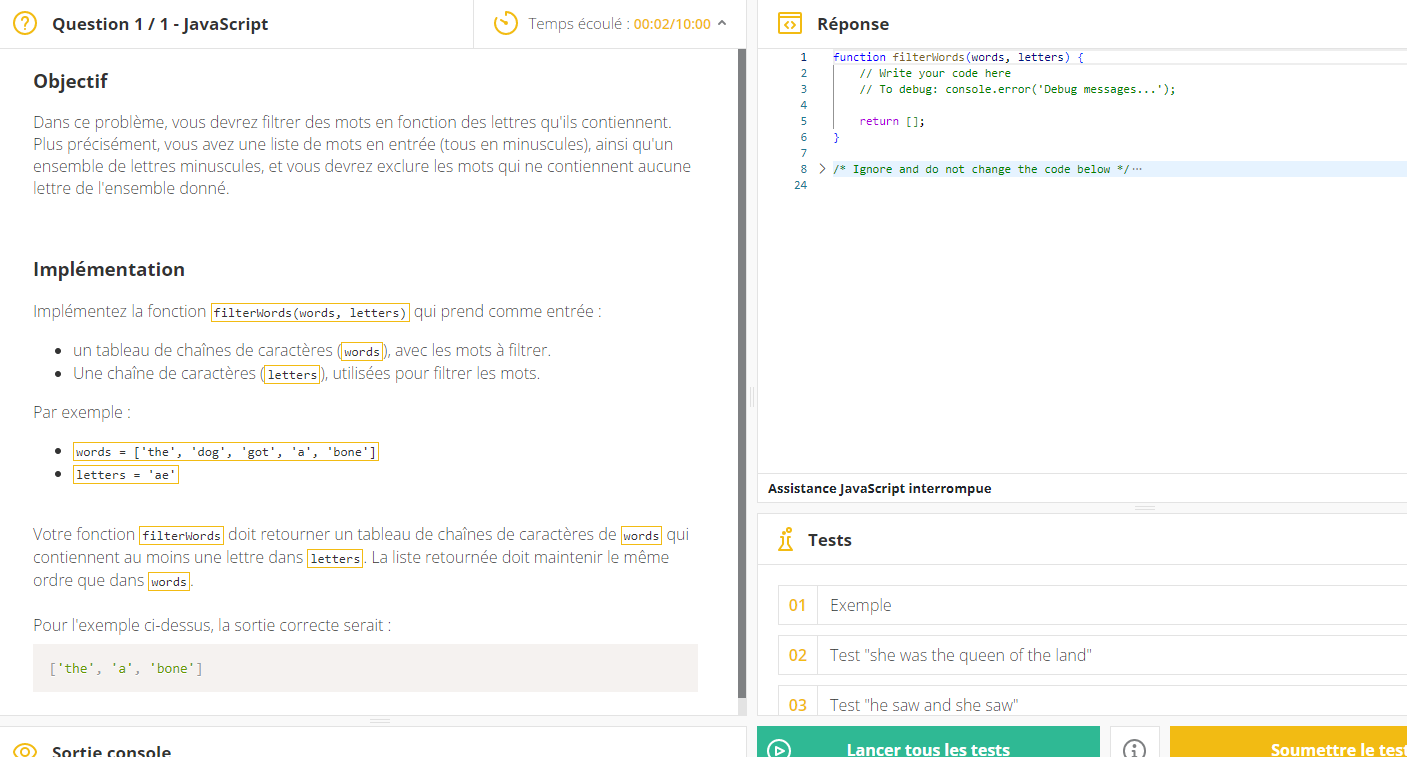 Question 1 / 1 - JavaScript
Temps écoulé : 00:02/10:00
Objectif
Dans ce problème, vous devrez filtrer des mots en fonction des lettres qu'ils contiennent.
Plus précisément, vous avez une liste de mots en entrée (tous en minuscules), ainsi qu'un
ensemble de lettres minuscules, et vous devrez exclure les mots qui ne contiennent aucune
lettre de l'ensemble donné.
Implémentation
Implémentez la fonction filterWords(words, letters) qui prend comme entrée :
• un tableau de chaînes de caractères (words), avec les mots à filtrer.
• Une chaîne de caractères (letters), utilisées pour filtrer les mots.
Par exemple :
• words = ['the', 'dog', 'got', 'a', 'bone']
• letters = 'ae'
Votre fonction filterWords doit retourner un tableau de chaînes de caractères de words qui
contiennent au moins une lettre dans letters. La liste retournée doit maintenir le même
ordre que dans words.
Pour l'exemple ci-dessus, la sortie correcte serait :
['the', 'a', 'bone']
Sortie console
Réponse
1 function filterWords(words, letters) {
2 // Write your code here
3 // To debug: console.error('Debug messages...');
4
5 return [];
6 }
7
8 /* Ignore and do not change the code below */…
24
Assistance JavaScript interrompue
Tests
01 Exemple
02 Test "she was the queen of the land"
03 Test "he saw and she saw"
Lancer tous les tests
Soumettre le test